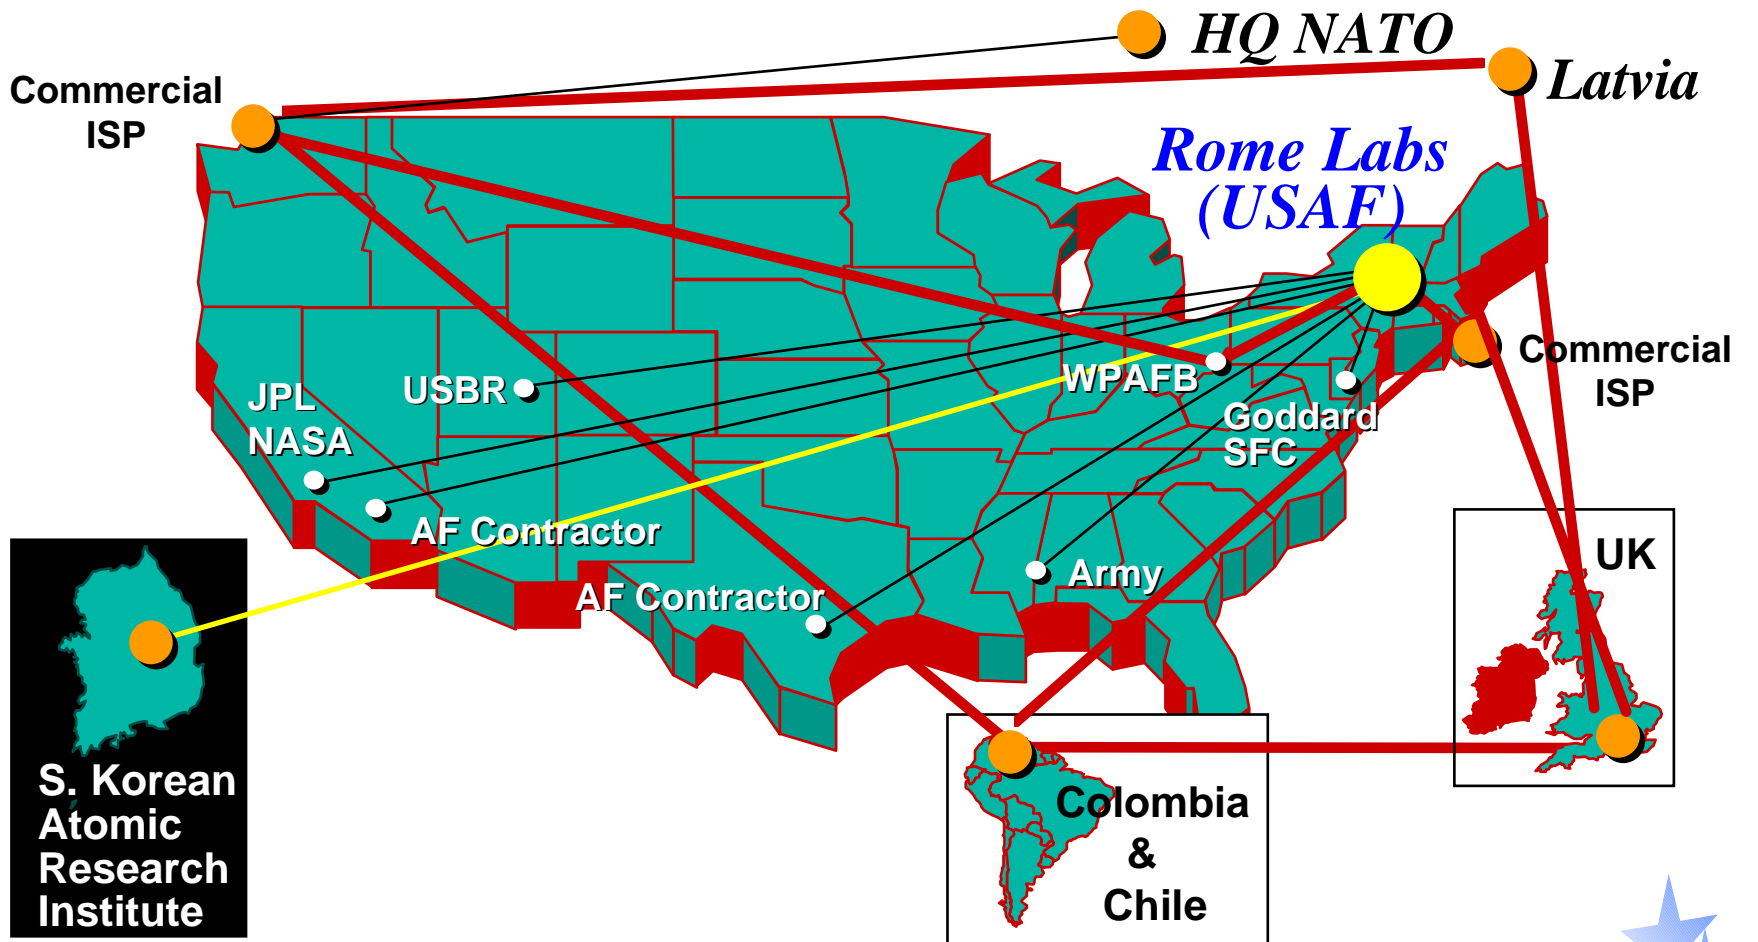 HQ NATO
Latvia
Commercial
ISP
Rome Labs
(USAF)
Commercial
ISP
JPL
NASA
USBR
WPAFB
Goddard
SFC
AF Contractor
AF Contractor
Army
UK
S. Korean
Atomic
Research
Institute
Colombia
&
Chile